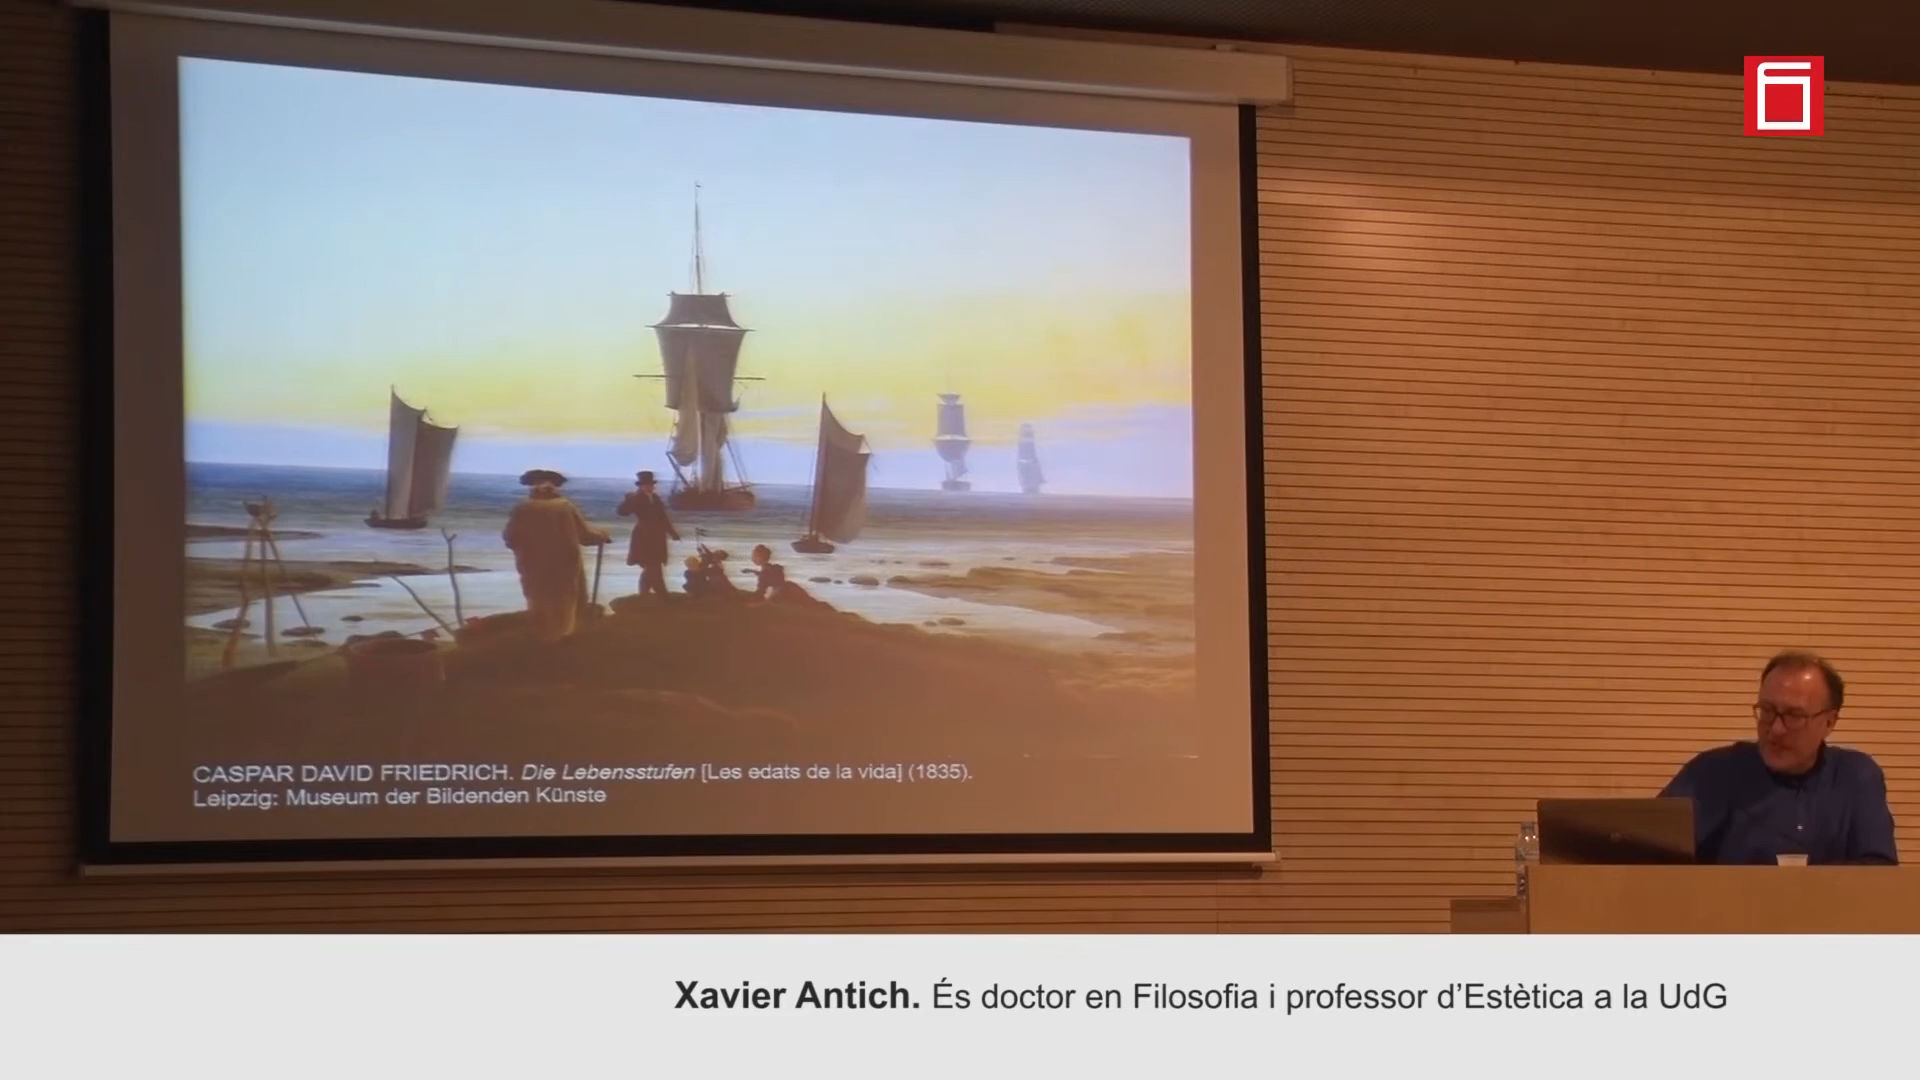 CASPAR DAVID FRIEDRICH. Die Lebensstufen [Les edats de la vida] (1835).
Leipzig: Museum der Bildenden Künste
Xavier Antich. És doctor en Filosofia i professor d’Estètica a la UdG